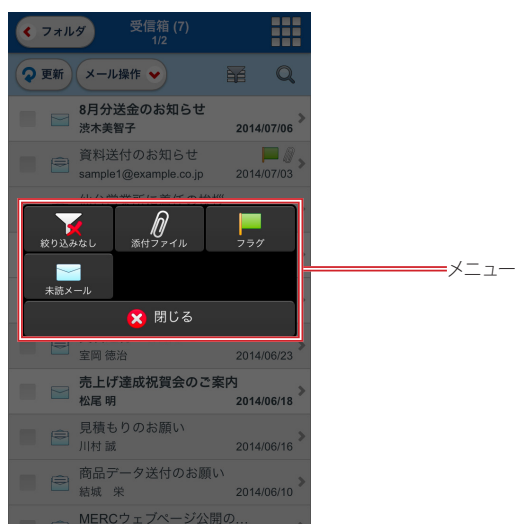 フォルダ
受信箱 (7)
1/2
更新
メール操作
8月分送金のお知らせ
渋木美智子
2014/07/06
資料送付のお知らせ
sample1@example.co.jp
2014/07/03
絞り込みなし
添付ファイル
フラグ
未読メール
メニュー
閉じる
室岡 徳治
2014/06/23
売上げ達成祝賀会のご案内
松尾 明
2014/06/18
見積もりのお願い
川村 誠
2014/06/16
商品データ送付のお願い
結城 栄
2014/06/10
MERCウェブページ公開の...